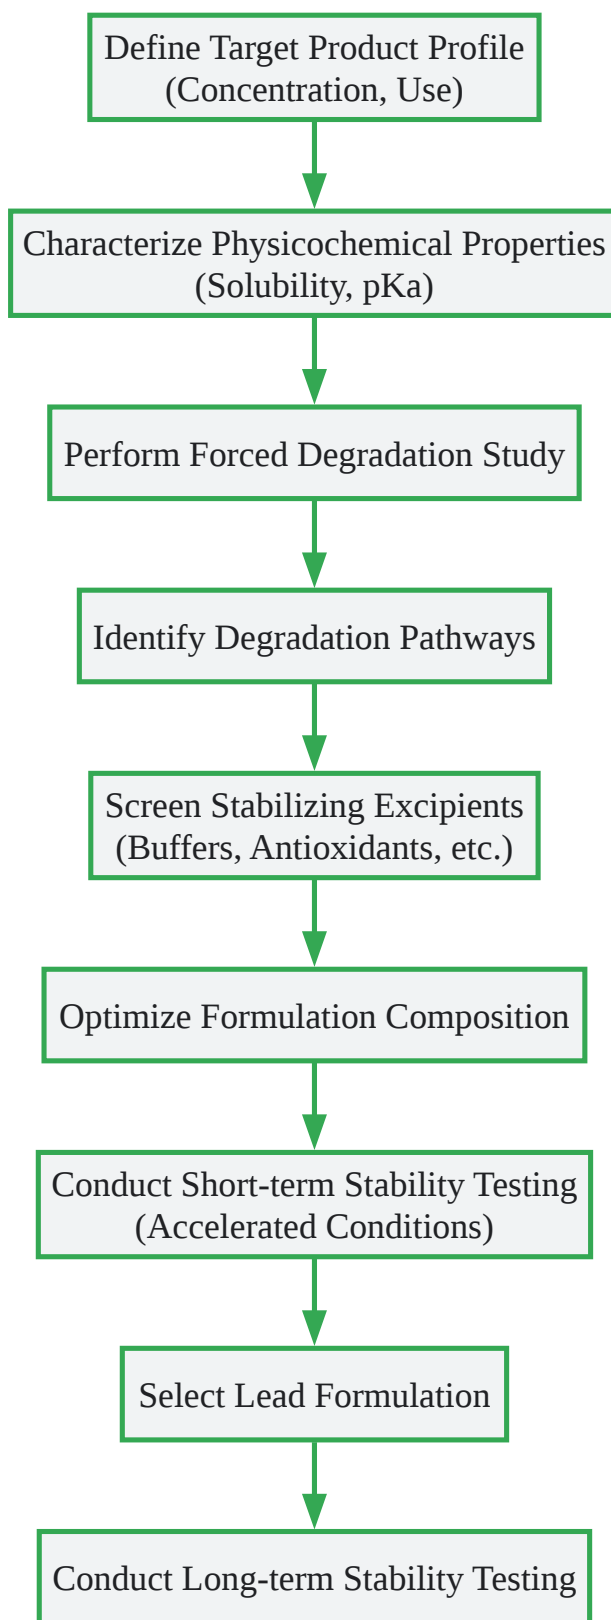 Define Target Product Profile
(Concentration, Use)
Characterize Physicochemical Properties
(Solubility, pKa)
Perform Forced Degradation Study
Identify Degradation Pathways
Screen Stabilizing Excipients
(Buffers, Antioxidants, etc.)
Optimize Formulation Composition
Conduct Short-term Stability Testing
(Accelerated Conditions)
Select Lead Formulation
Conduct Long-term Stability Testing